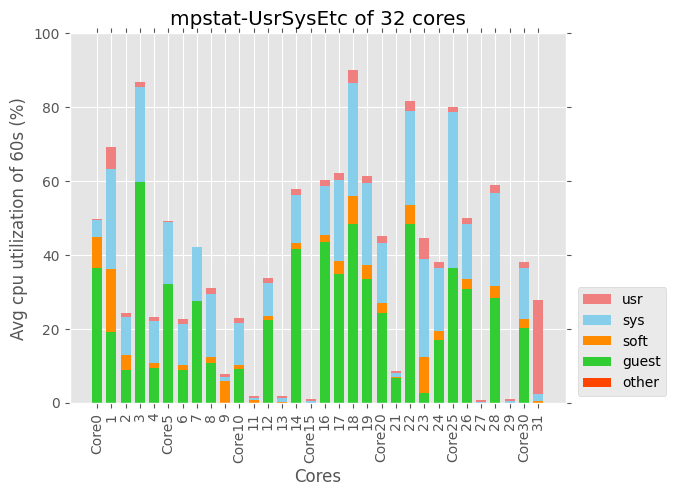 mpstat-UsrSysEtc of 32 cores
Avg cpu utilization of 60s (%)
100
80
60
40
20
0
Core0 1 2 3 4 Core5 6 7 8 9 Core10 11 12 13 14 Core15 16 17 18 19 Core20 21 22 23 24 Core25 26 27 28 29 Core30 31
Cores
usr
sys
soft
guest
other